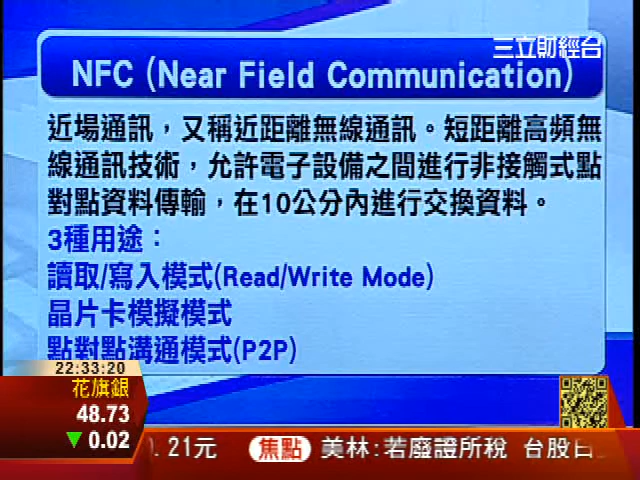 三立財經台
NFC (Near Field Communication)
近場通訊，又稱近距離無線通訊。短距離高頻無
線通訊技術，允許電子設備之間進行非接觸式點
對點資料傳輸，在10公分內進行交換資料。
3種用途：
讀取/寫入模式(Read/Write Mode)
晶片卡模擬模式
點對點溝通模式(P2P)
22:33:20
花旗銀
48.73
▼0.02
.21元 焦點 美林:若廢證所稅 台股日